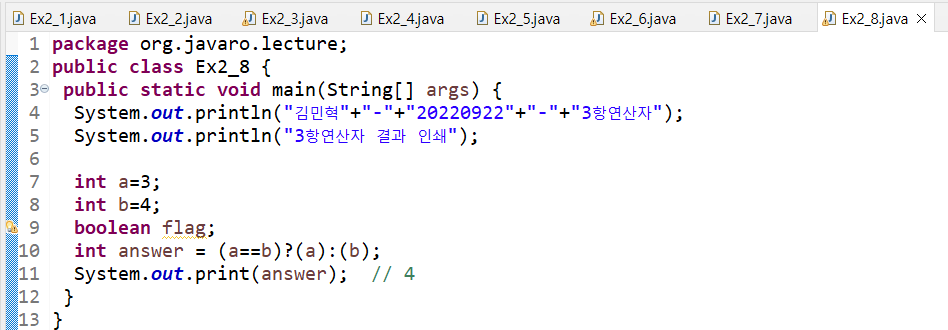 Ex2_1.java Ex2_2.java Ex2_3.java Ex2_4.java Ex2_5.java Ex2_6.java Ex2_7.java Ex2_8.java
1 package org.javaro.lecture;
2 public class Ex2_8 {
3 public static void main(String[] args) {
4 System.out.println("김민혁"+"-"+"20220922"+"-"+"3항연산자");
5 System.out.println("3항연산자 결과 인쇄");
6
7 int a=3;
8 int b=4;
9 boolean flag;
10 int answer = (a==b)?(a):(b);
11 System.out.print(answer);  // 4
12 }
13 }